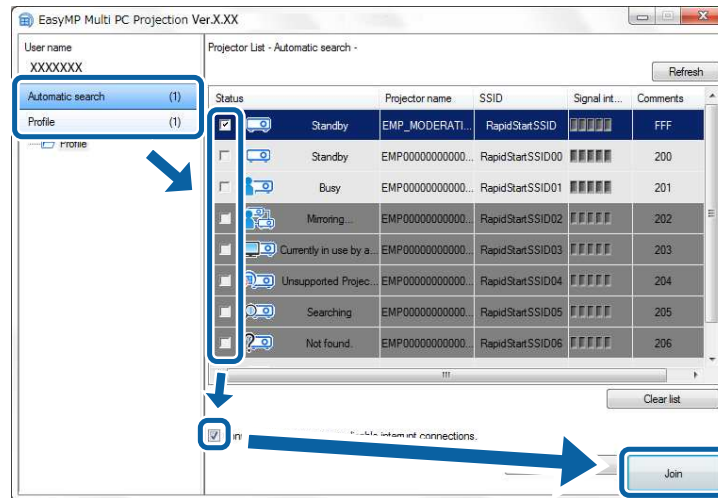 EasyMP Multi PC Projection Ver.X.XX
User name
XXXXXXX
Automatic search (1)
Profile (1)
Profile
Projector List - Automatic search -
Refresh
Status Projector name SSID Signal int... Comments
Standby EMP_MODERATI... RapidStartSSID FFF
Standby EMP00000000000... RapidStartSSID00 200
Busy EMP00000000000... RapidStartSSID01 201
Mirroring... EMP00000000000... RapidStartSSID02 202
Currently in use by a... EMP00000000000... RapidStartSSID03 203
Unsupported Projec... EMP00000000000... RapidStartSSID04 204
Searching EMP00000000000... RapidStartSSID05 205
Not found. EMP00000000000... RapidStartSSID06 206
Clear list
interrupt connections.
Join